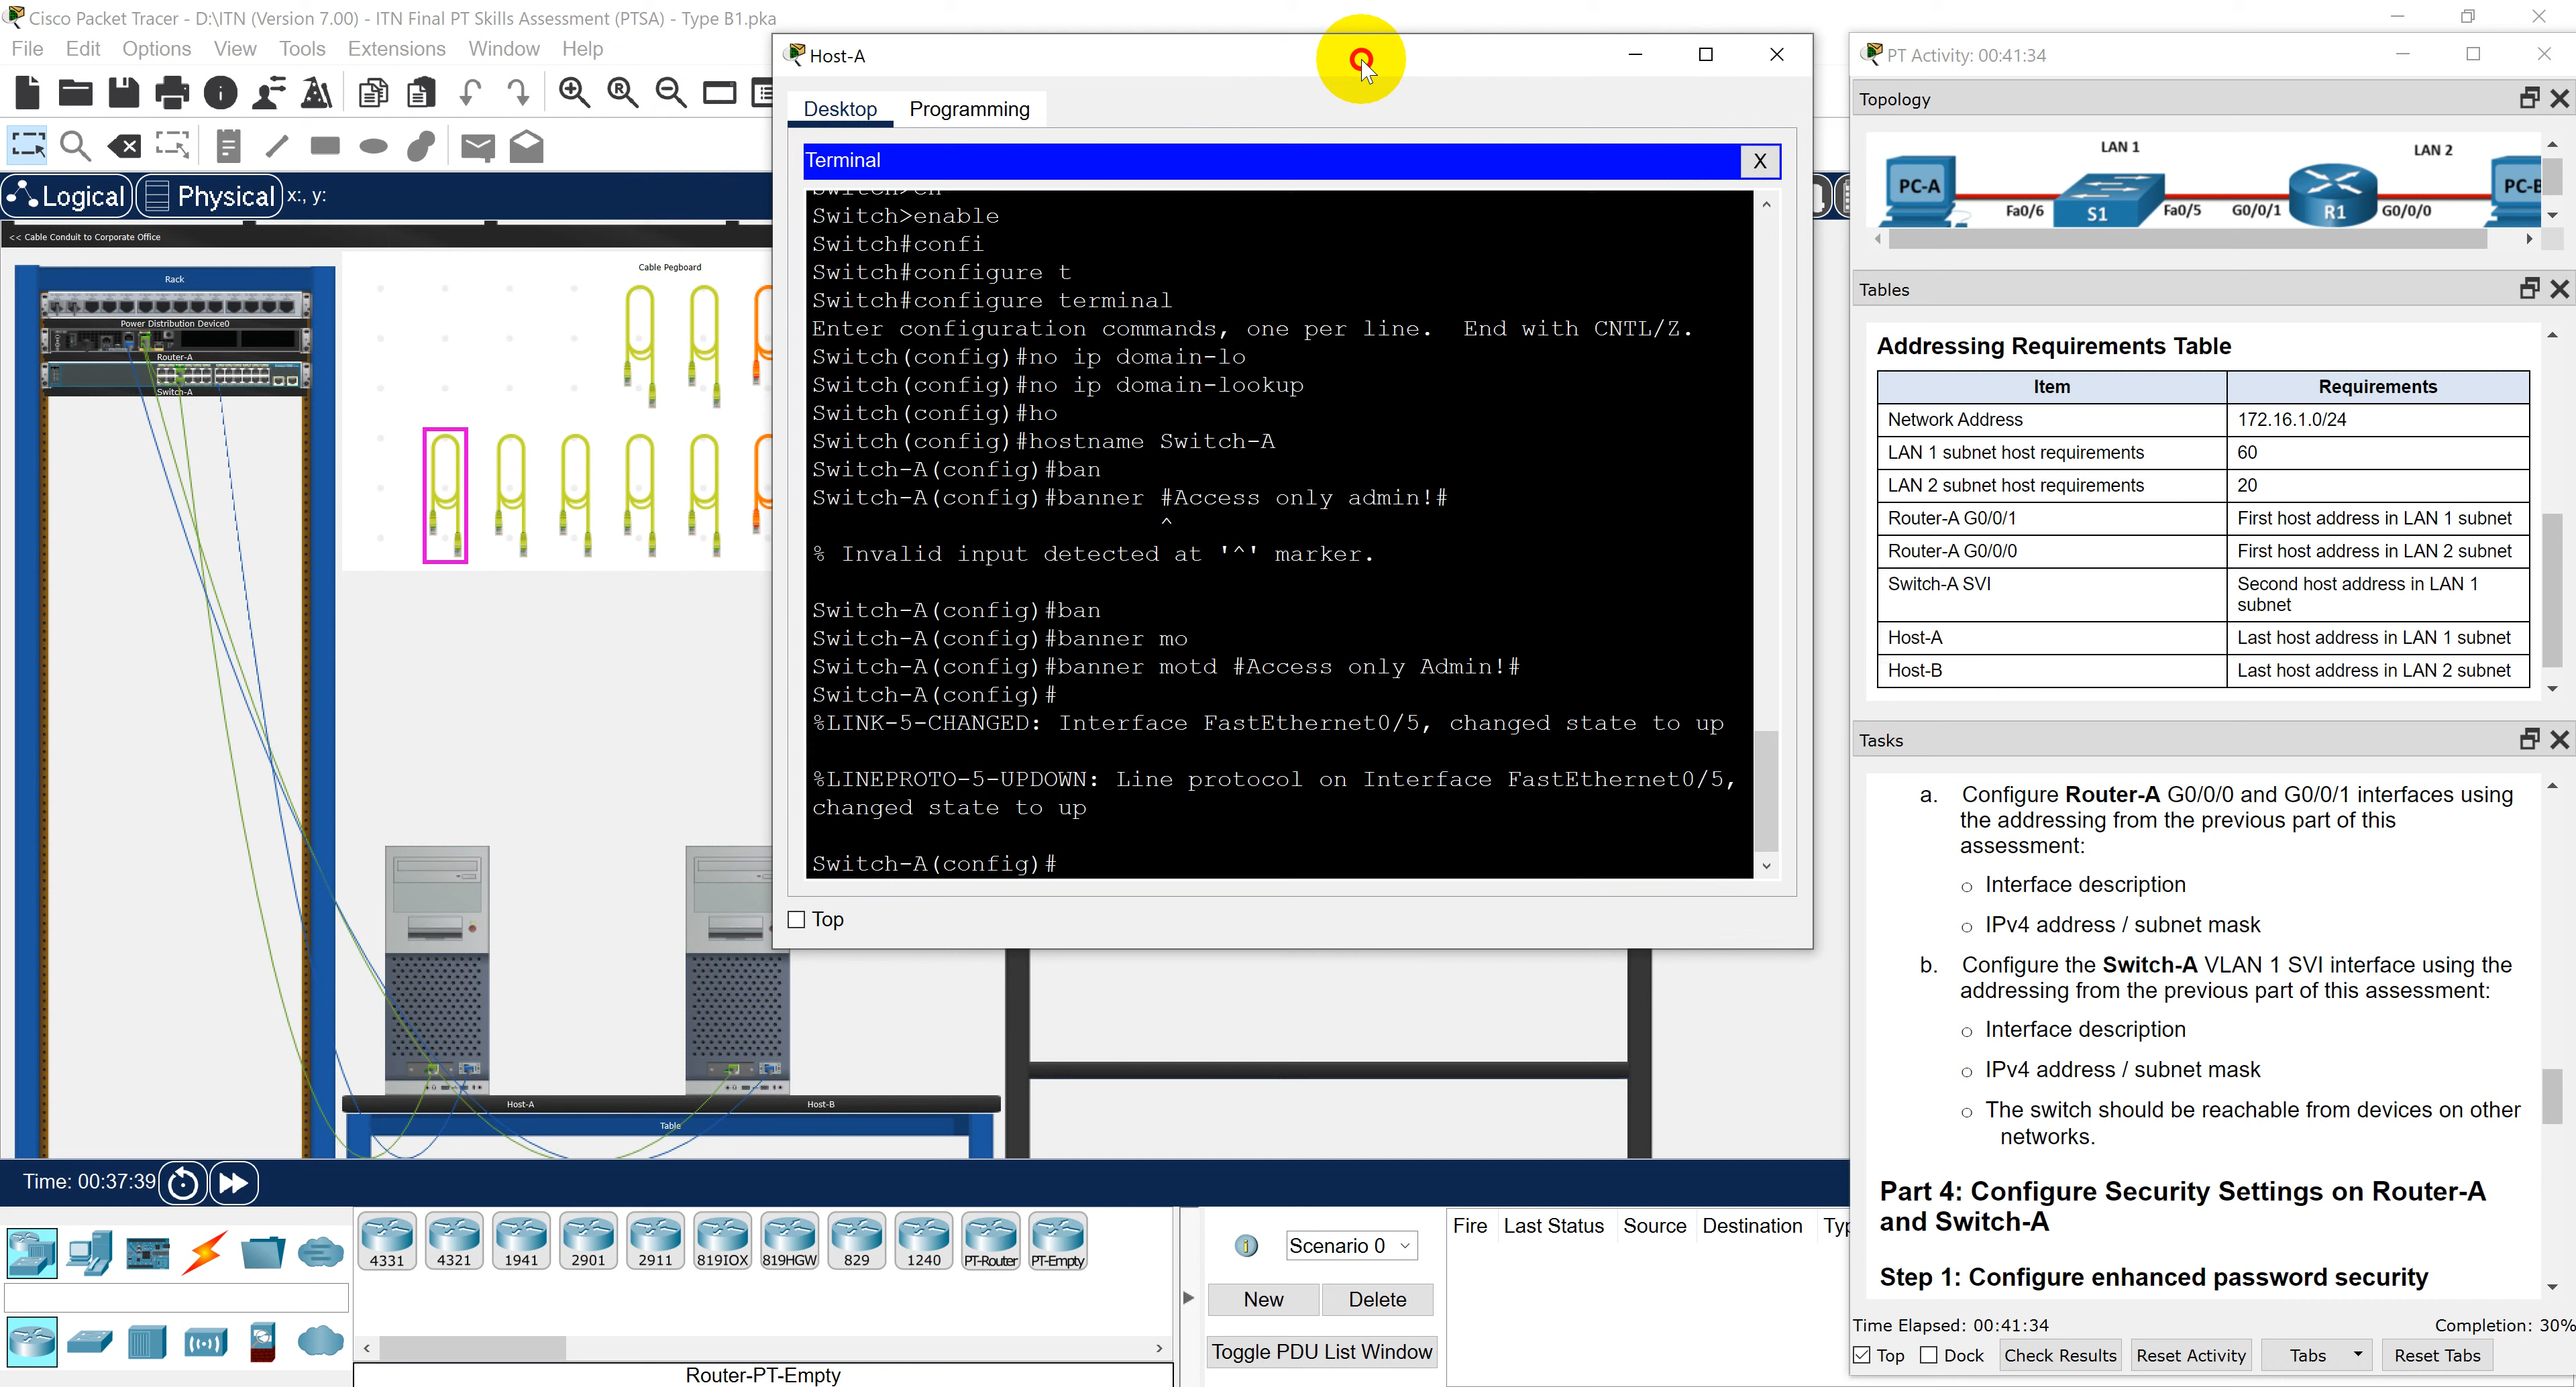 Cisco Packet Tracer - D:\ITN (Version 7.00) - ITN Final PT Skills Assessment (PTSA) - Type B1.pka
File Edit Options View Tools Extensions Window Help
Logical Physical x:, y:
<< Cable Conduit to Corporate Office
Rack
Power Distribution Device0
Router-A
Switch-A
Cable Pegboard
Host-A
Host-B
Table
Host-A
Desktop Programming
Terminal X
Switch>enable
Switch#confi
Switch#configure t
Switch#configure terminal
Enter configuration commands, one per line. End with CNTL/Z.
Switch(config)#no ip domain-lo
Switch(config)#no ip domain-lookup
Switch(config)#ho
Switch(config)#hostname Switch-A
Switch-A(config)#ban
Switch-A(config)#banner #Access only admin!#
^
% Invalid input detected at '^' marker.
Switch-A(config)#ban
Switch-A(config)#banner mo
Switch-A(config)#banner motd #Access only Admin!#
Switch-A(config)#
%LINK-5-CHANGED: Interface FastEthernet0/5, changed state to up
%LINEPROTO-5-UPDOWN: Line protocol on Interface FastEthernet0/5,
changed state to up
Switch-A(config)#
Top
Time: 00:37:39
4331 4321 1941 2901 2911 819IOX 819HGW 829 1240 PT-Router PT-Empty
Router-PT-Empty
Scenario 0
New Delete
Toggle PDU List Window
Fire Last Status Source Destination Typ
PT Activity: 00:41:34
Topology
LAN 1 LAN 2
PC-A Fa0/6 S1 Fa0/5 G0/0/1 R1 G0/0/0 PC-B
Tables
Addressing Requirements Table
Item Requirements
Network Address 172.16.1.0/24
LAN 1 subnet host requirements 60
LAN 2 subnet host requirements 20
Router-A G0/0/1 First host address in LAN 1 subnet
Router-A G0/0/0 First host address in LAN 2 subnet
Switch-A SVI Second host address in LAN 1
subnet
Host-A Last host address in LAN 1 subnet
Host-B Last host address in LAN 2 subnet
Tasks
a. Configure Router-A G0/0/0 and G0/0/1 interfaces using
the addressing from the previous part of this
assessment:
o Interface description
o IPv4 address / subnet mask
b. Configure the Switch-A VLAN 1 SVI interface using the
addressing from the previous part of this assessment:
o Interface description
o IPv4 address / subnet mask
o The switch should be reachable from devices on other
networks.
Part 4: Configure Security Settings on Router-A
and Switch-A
Step 1: Configure enhanced password security
Time Elapsed: 00:41:34 Completion: 30%
Top Dock Check Results Reset Activity Tabs Reset Tabs